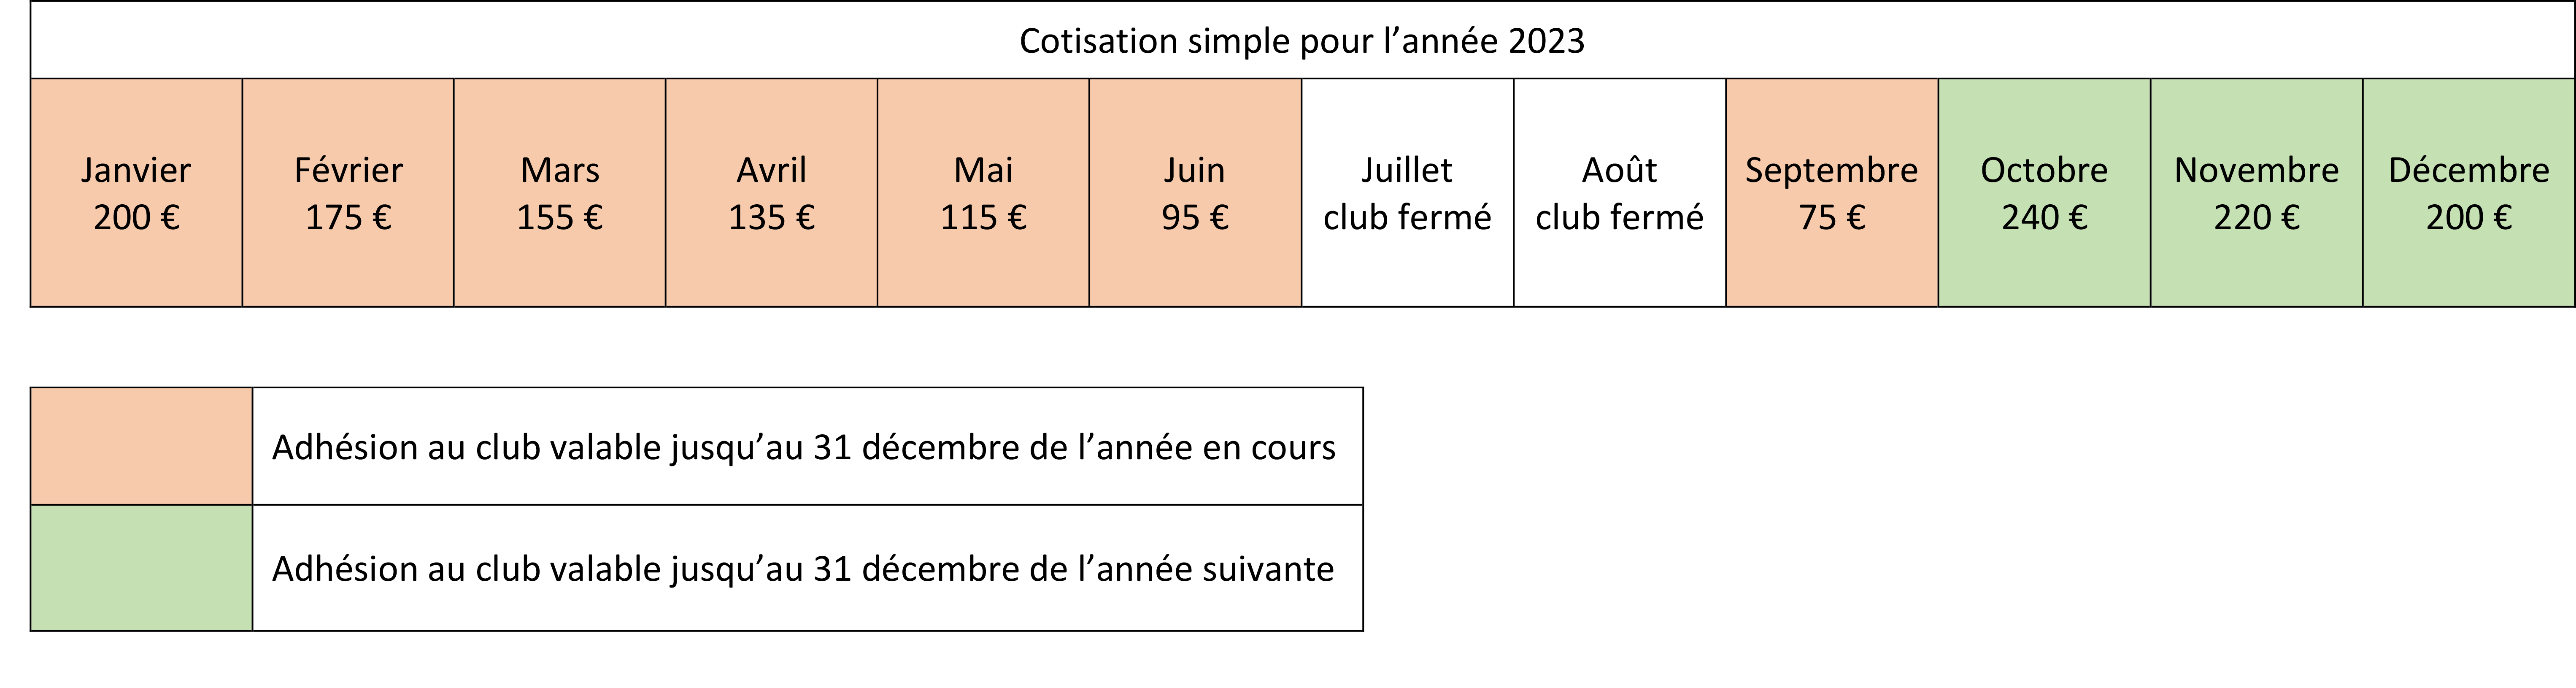 Cotisation simple pour l’année 2023
Janvier
200 €
Février
175 €
Mars
155 €
Avril
135 €
Mai
115 €
Juin
95 €
Juillet
club fermé
Août
club fermé
Septembre
75 €
Octobre
240 €
Novembre
220 €
Décembre
200 €
Adhésion au club valable jusqu’au 31 décembre de l’année en cours
Adhésion au club valable jusqu’au 31 décembre de l’année suivante